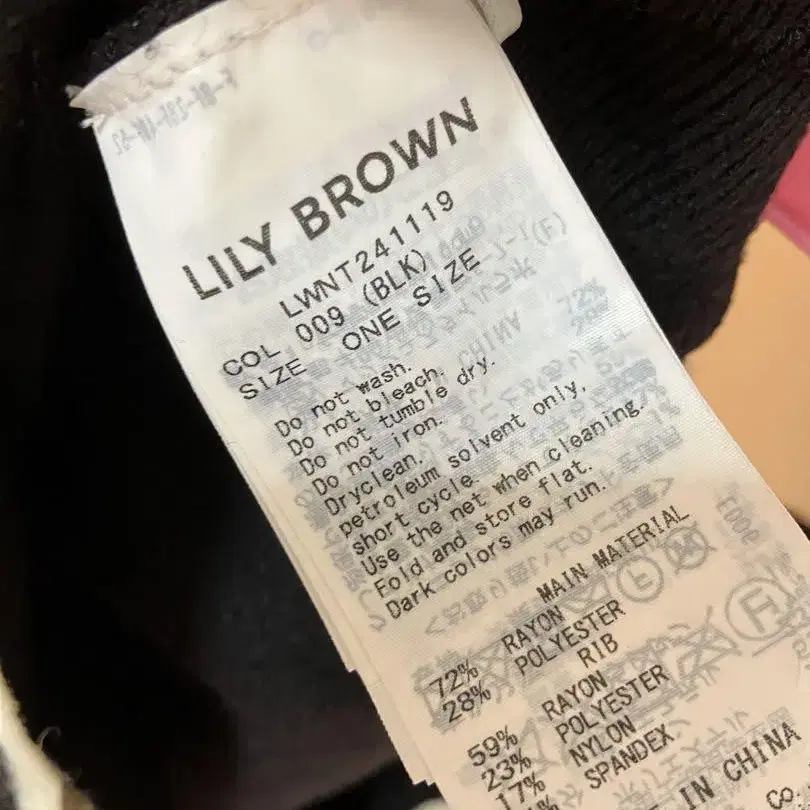 LILY BROWN
LWNT241119
COL 009 (BLK)
SIZE ONE SIZE
Do not wash.
Do not bleach.
Do not tumble dry.
Do not iron.
Dryclean.
petroleum solvent only,
short cycle.
Use the net when cleaning.
Fold and store flat.
Dark colors may run.
MAIN MATERIAL
72% RAYON
28% POLYESTER
RIB
59% RAYON
23% POLYESTER
17% NYLON
SPANDEX
IN CHINA
CO.